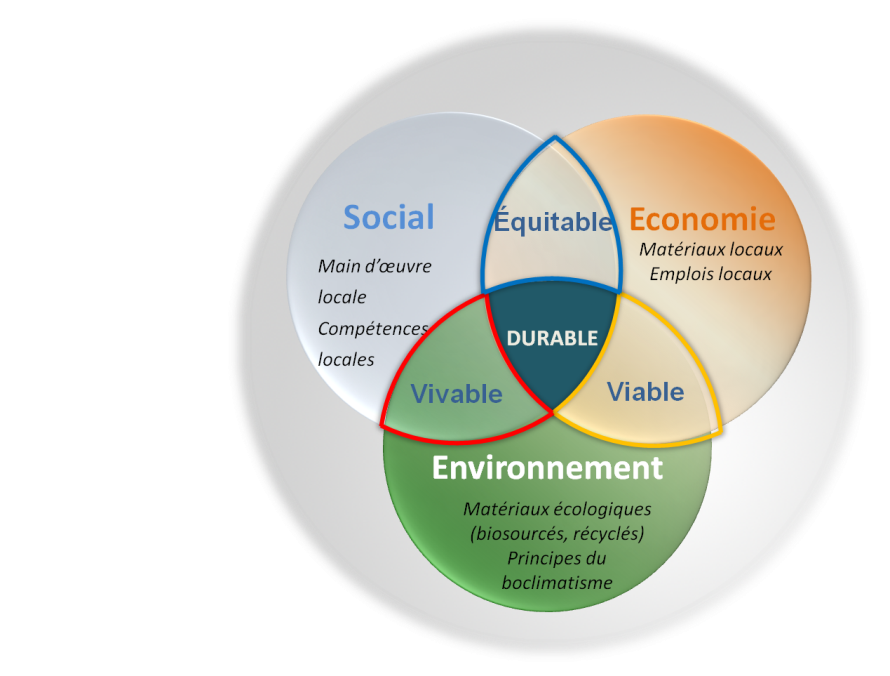 Social
Main d'œuvre
locale
Compétences
locales
Équitable
Economie
Matériaux locaux
Emplois locaux
DURABLE
Vivable
Viable
Environnement
Matériaux écologiques
(biosourcés, récyclés)
Principes du
boclimatisme